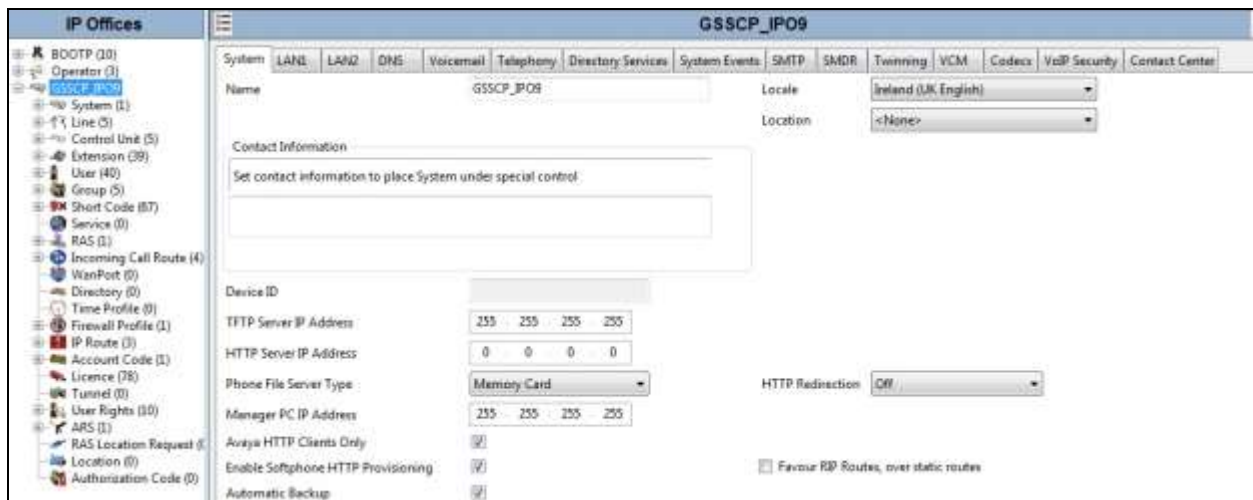 IP Offices
BOOTP (10)
Operator (3)
GSSCP_IPO9
System (1)
Line (5)
Control Unit (5)
Extension (39)
User (40)
Group (5)
Short Code (67)
Service (0)
RAS (1)
Incoming Call Route (4)
WanPort (0)
Directory (0)
Time Profile (0)
Firewall Profile (1)
IP Route (3)
Account Code (1)
Licence (78)
Tunnel (0)
User Rights (10)
ARS (1)
RAS Location Request (
Location (0)
Authorization Code (0)
GSSCP_IPO9
System LAN1 LAN2 DNS Voicemail Telephony Directory Services System Events SMTP SMDR Twinning VCM Codecs VoIP Security Contact Center
Name GSSCP_IPO9 Locale Ireland (UK English)
Location <None>
Contact Information
Set contact information to place System under special control
Device ID
TFTP Server IP Address 255 . 255 . 255 . 255
HTTP Server IP Address 0 . 0 . 0 . 0
Phone File Server Type Memory Card HTTP Redirection Off
Manager PC IP Address 255 . 255 . 255 . 255
Avaya HTTP Clients Only
Enable Softphone HTTP Provisioning Favour RIP Routes, over static routes
Automatic Backup